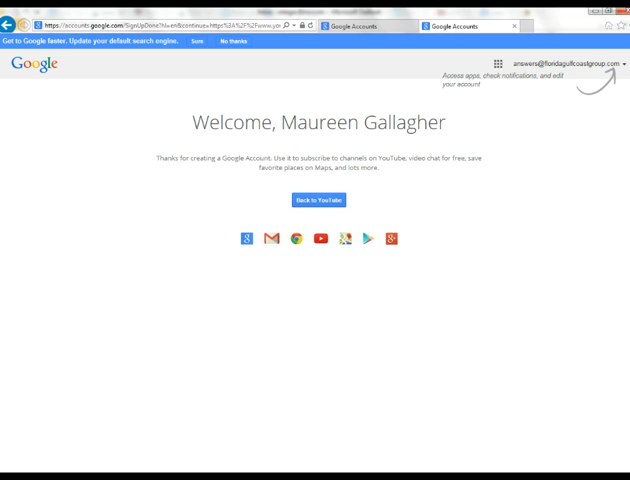 https://accounts.google.com/SignUpDone?hl=en&continue=https%3A%2F%2Fwww.yo
Google Accounts
Google Accounts
Get to Google faster. Update your default search engine.
Sure
No thanks
Google
answers@floridagulfcoastgroup.com
Access apps, check notifications, and edit
your account
Welcome, Maureen Gallagher
Thanks for creating a Google Account. Use it to subscribe to channels on YouTube, video chat for free, save
favorite places on Maps, and lots more.
Back to YouTube